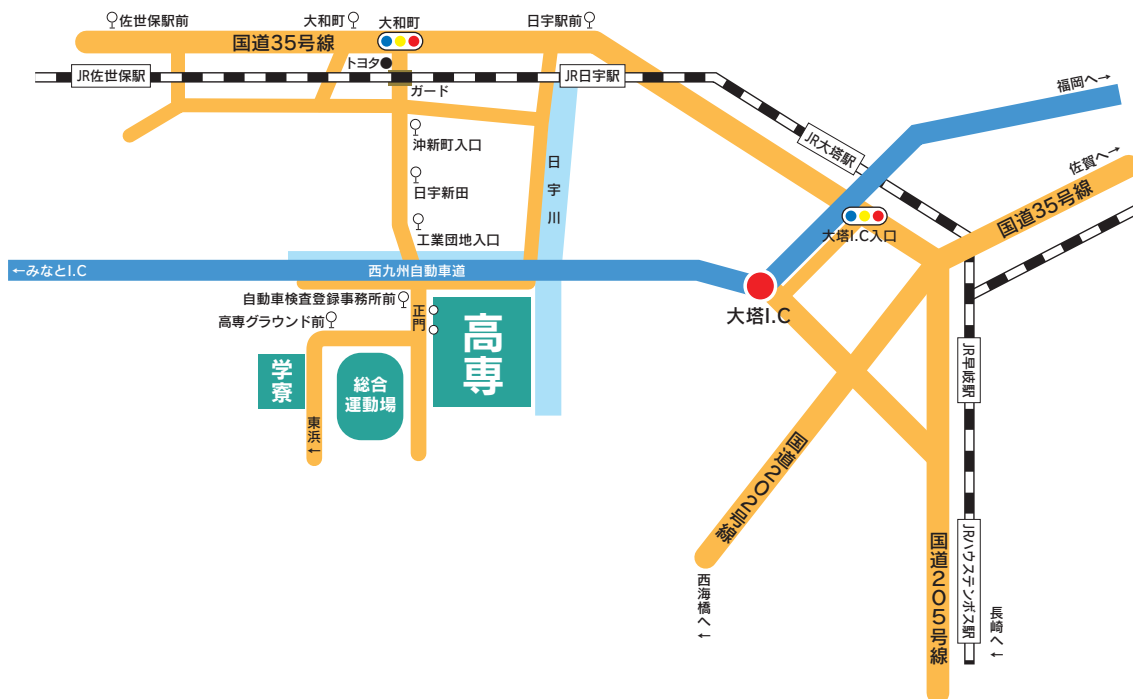 佐世保駅前
大和町
大和町
日宇駅前
国道35号線
トヨタ
JR佐世保駅
JR日宇駅
ガード
福岡へ→
沖新町入口
日宇川
JR大塔駅
佐賀へ→
日宇新田
国道35号線
工業団地入口
大塔I.C入口
←みなとI.C
西九州自動車道
大塔I.C
自動車検査登録事務所前
高専グラウンド前
正門
高専
学寮
総合
運動場
東浜←
JR早岐駅
国道202号線
国道205号線
JRハウステンボス駅
西海橋へ←
長崎へ←